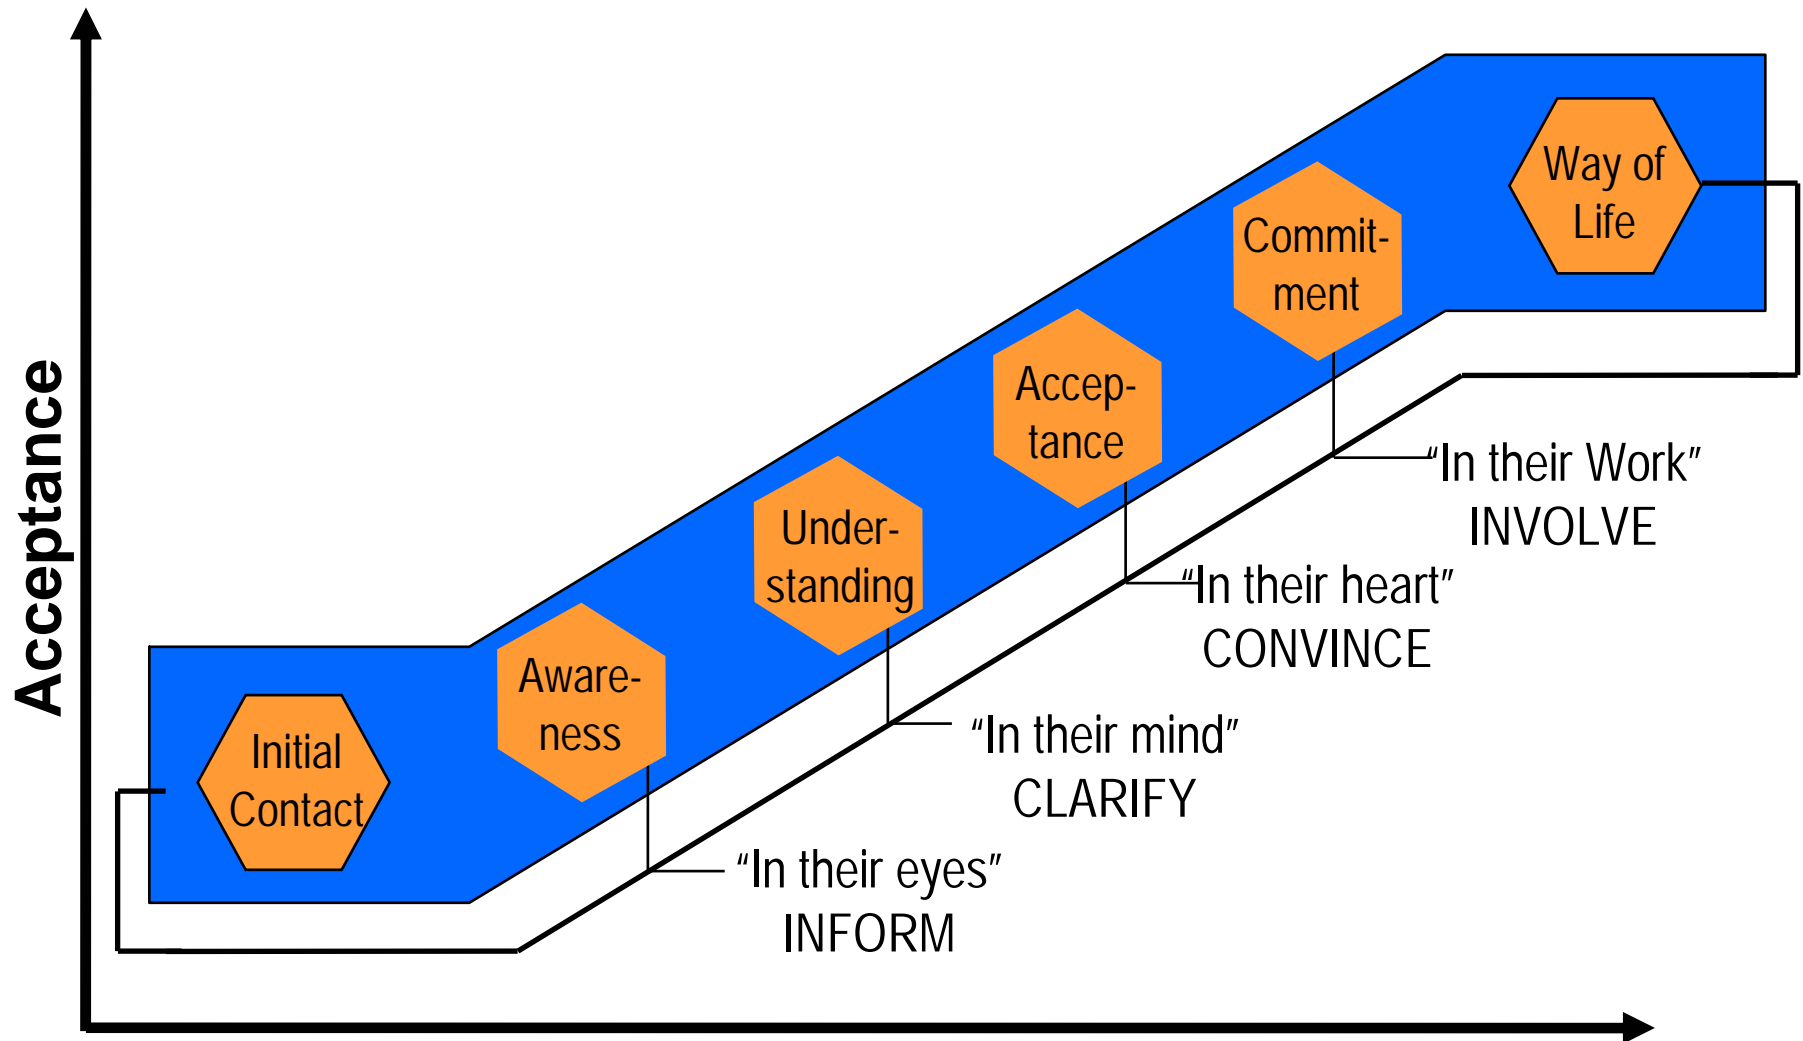 Acceptance
Way of
Life
Commit-
ment
Accep-
tance
Under-
standing
Aware-
ness
Initial
Contact
“In their Work”
INVOLVE
“In their heart”
CONVINCE
“In their mind”
CLARIFY
“In their eyes”
INFORM